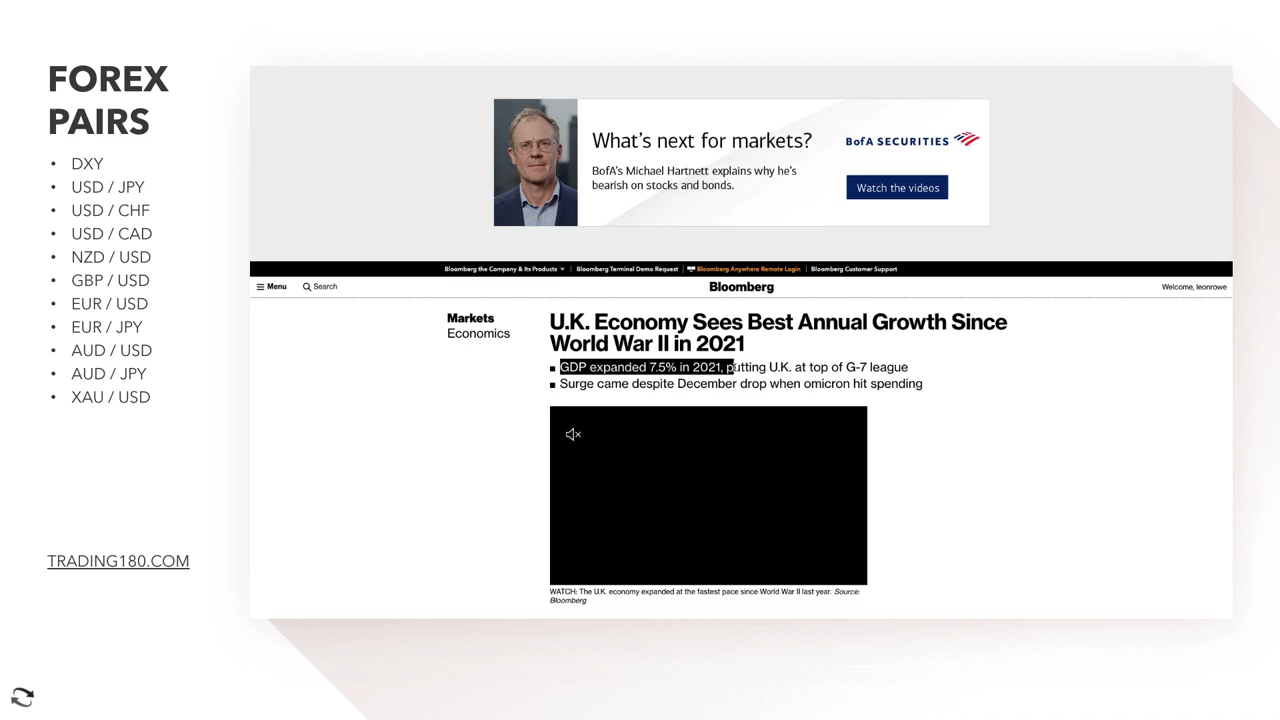 FOREX
PAIRS
• DXY
• USD / JPY
• USD / CHF
• USD / CAD
• NZD / USD
• GBP / USD
• EUR / USD
• EUR / JPY
• AUD / USD
• AUD / JPY
• XAU / USD
TRADING180.COM
What's next for markets?
BofA's Michael Hartnett explains why he's
bearish on stocks and bonds.
BofA SECURITIES
Watch the videos
Bloomberg the Company & Its Products | Bloomberg Terminal Demo Request | Bloomberg Anywhere Remote Login | Bloomberg Customer Support
Menu Search Bloomberg Welcome, leonrowe
Markets
Economics
U.K. Economy Sees Best Annual Growth Since
World War II in 2021
GDP expanded 7.5% in 2021, putting U.K. at top of G-7 league
Surge came despite December drop when omicron hit spending
WATCH: The U.K. economy expanded at the fastest pace since World War II last year. Source:
Bloomberg